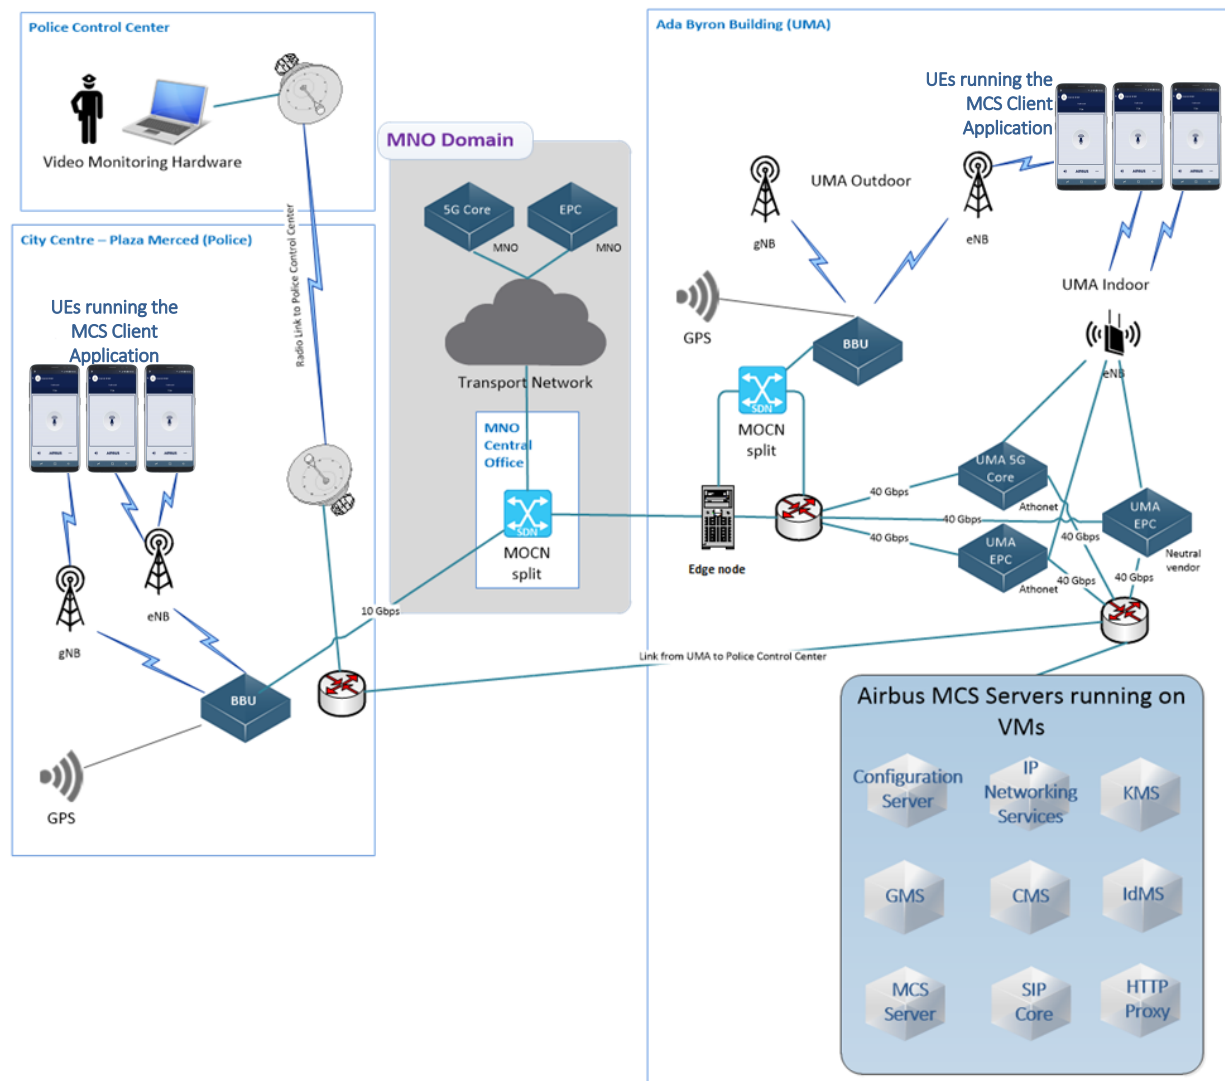 Police Control Center
Video Monitoring Hardware
Radio Link to Police Control Center
City Centre – Plaza Merced (Police)
UEs running the
MCS Client
Application
AIRBUS
AIRBUS
AIRBUS
gNB
eNB
BBU
GPS
10 Gbps
MNO Domain
5G Core
MNO
EPC
MNO
Transport Network
MNO
Central
Office
SDN
MOCN
split
Ada Byron Building (UMA)
UEs running the
MCS Client
Application
AIRBUS
AIRBUS
AIRBUS
UMA Outdoor
gNB
eNB
GPS
BBU
UMA Indoor
eNB
SDN
MOCN
split
Edge node
40 Gbps
40 Gbps
40 Gbps
UMA 5G
Core
Athonet
UMA
EPC
Athonet
UMA
EPC
Neutral
vendor
40 Gbps
40 Gbps
40 Gbps
Link from UMA to Police Control Center
Airbus MCS Servers running on
VMs
Configuration
Server
IP
Networking
Services
KMS
GMS
CMS
IdMS
MCS
Server
SIP
Core
HTTP
Proxy